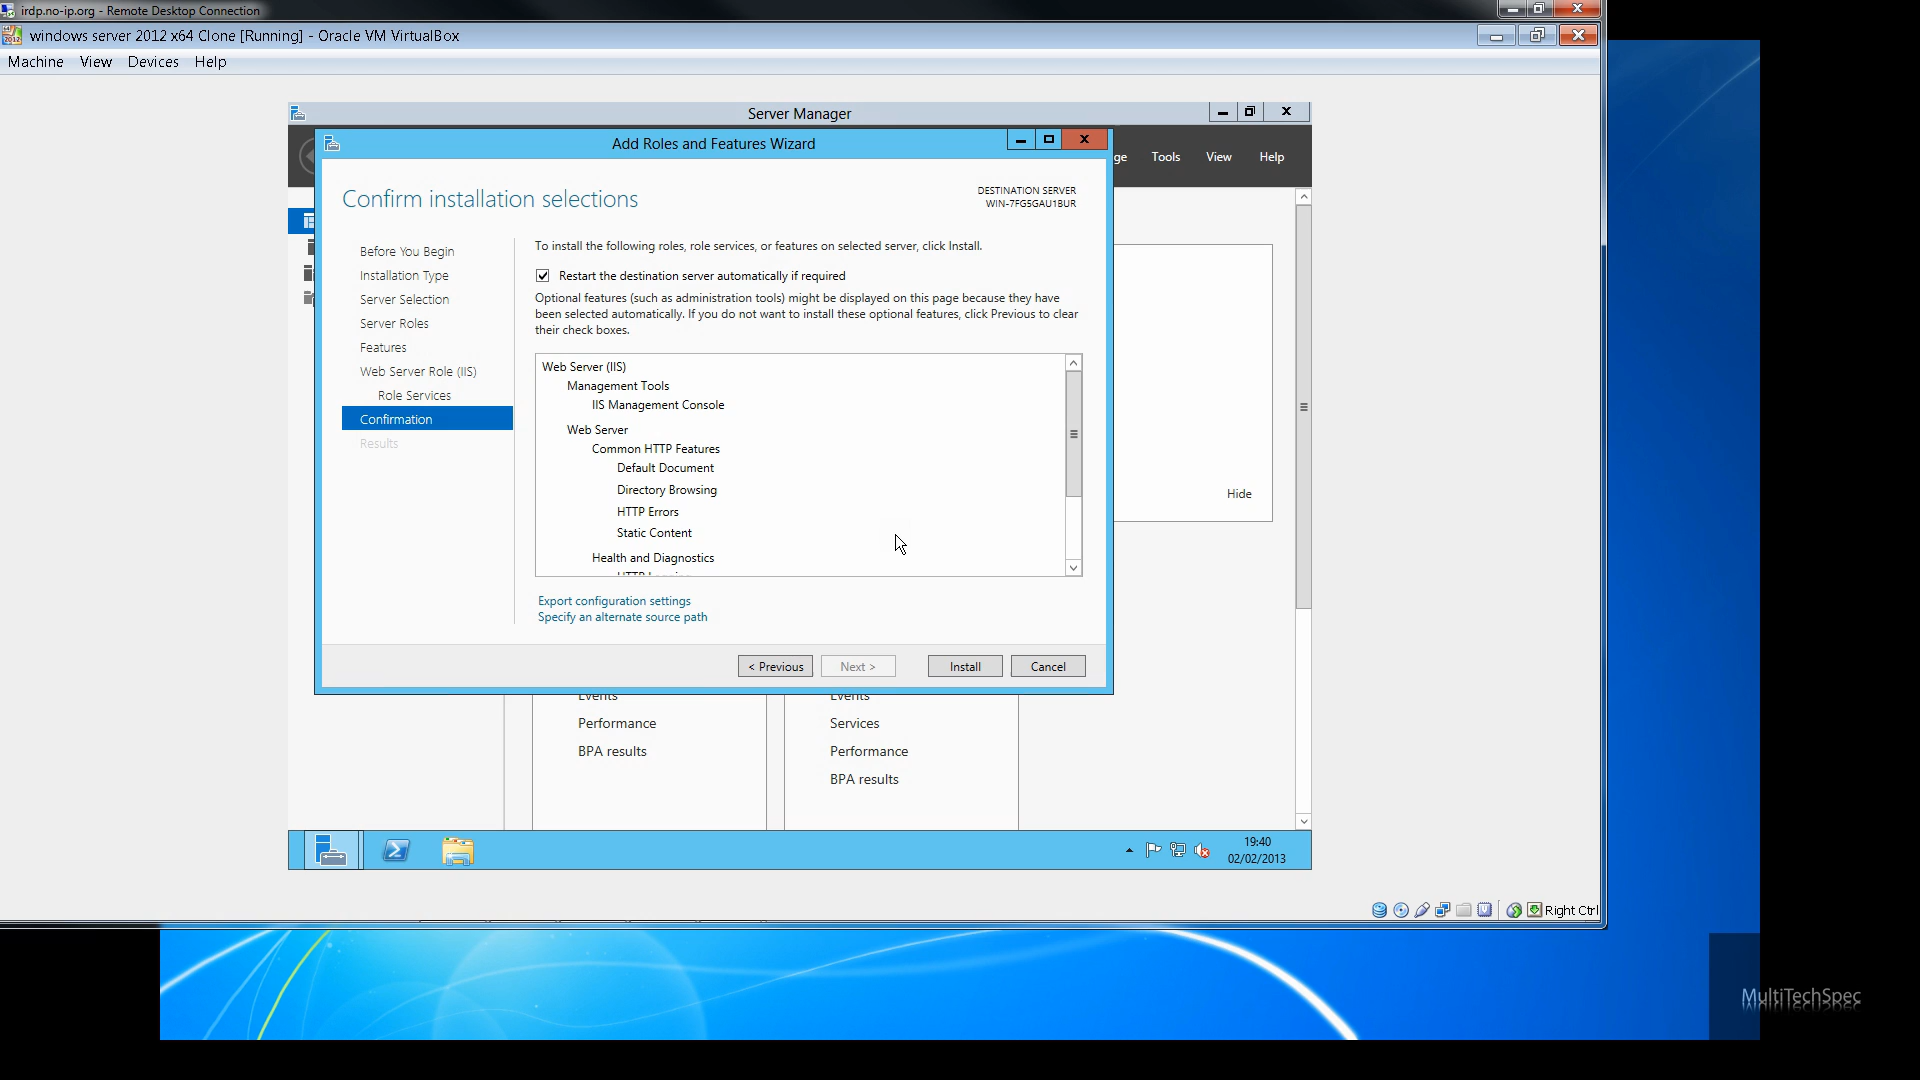 irdp.no-ip.org - Remote Desktop Connection
windows server 2012 x64 Clone [Running] - Oracle VM VirtualBox
Machine View Devices Help
Server Manager
Add Roles and Features Wizard
Tools View Help
Confirm installation selections
DESTINATION SERVER
WIN-7FG5GAU1BUR
Before You Begin
Installation Type
Server Selection
Server Roles
Features
Web Server Role (IIS)
Role Services
Confirmation
Results
To install the following roles, role services, or features on selected server, click Install.
Restart the destination server automatically if required
Optional features (such as administration tools) might be displayed on this page because they have
been selected automatically. If you do not want to install these optional features, click Previous to clear
their check boxes.
Web Server (IIS)
Management Tools
IIS Management Console
Web Server
Common HTTP Features
Default Document
Directory Browsing
HTTP Errors
Static Content
Health and Diagnostics
Export configuration settings
Specify an alternate source path
< Previous Next > Install Cancel
Hide
Events
Performance
BPA results
Events
Services
Performance
BPA results
19:40
02/02/2013
Right Ctrl
MultiTechSpec